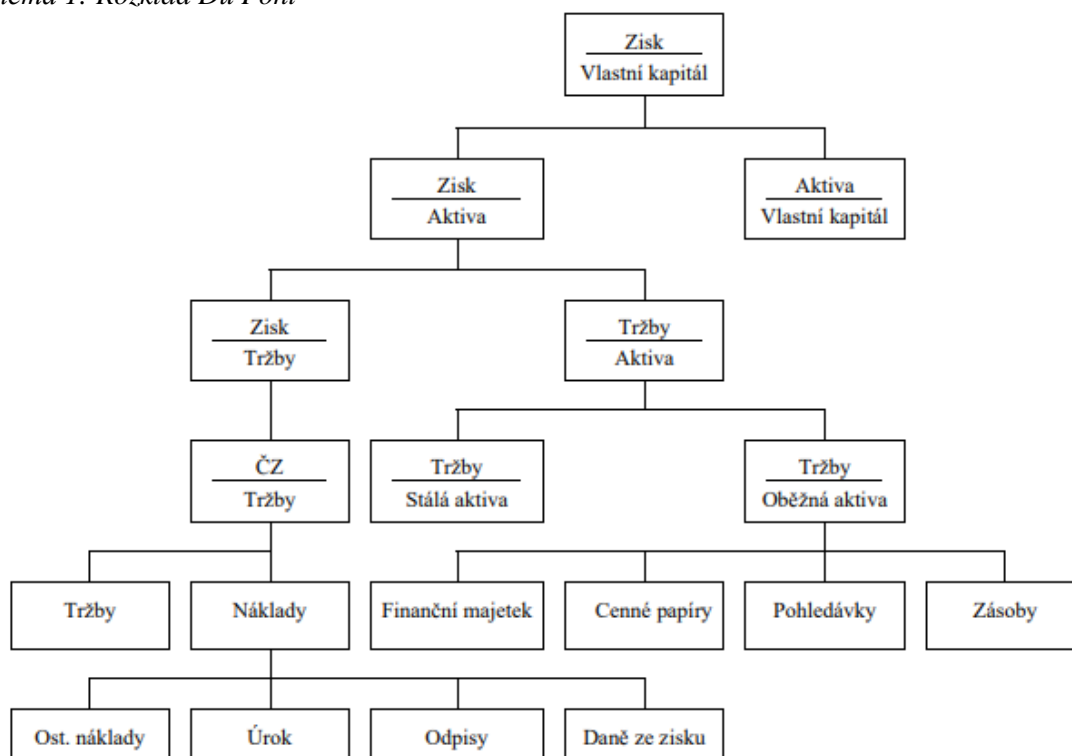 Rozklad Du Pont
Zisk
Vlastní kapitál
Zisk
Aktiva
Aktiva
Vlastní kapitál
Zisk
Tržby
Tržby
Aktiva
ČZ
Tržby
Tržby
Stálá aktiva
Tržby
Oběžná aktiva
Tržby
Náklady
Finanční majetek
Cenné papíry
Pohledávky
Zásoby
Ost. náklady
Úrok
Odpisy
Daně ze zisku